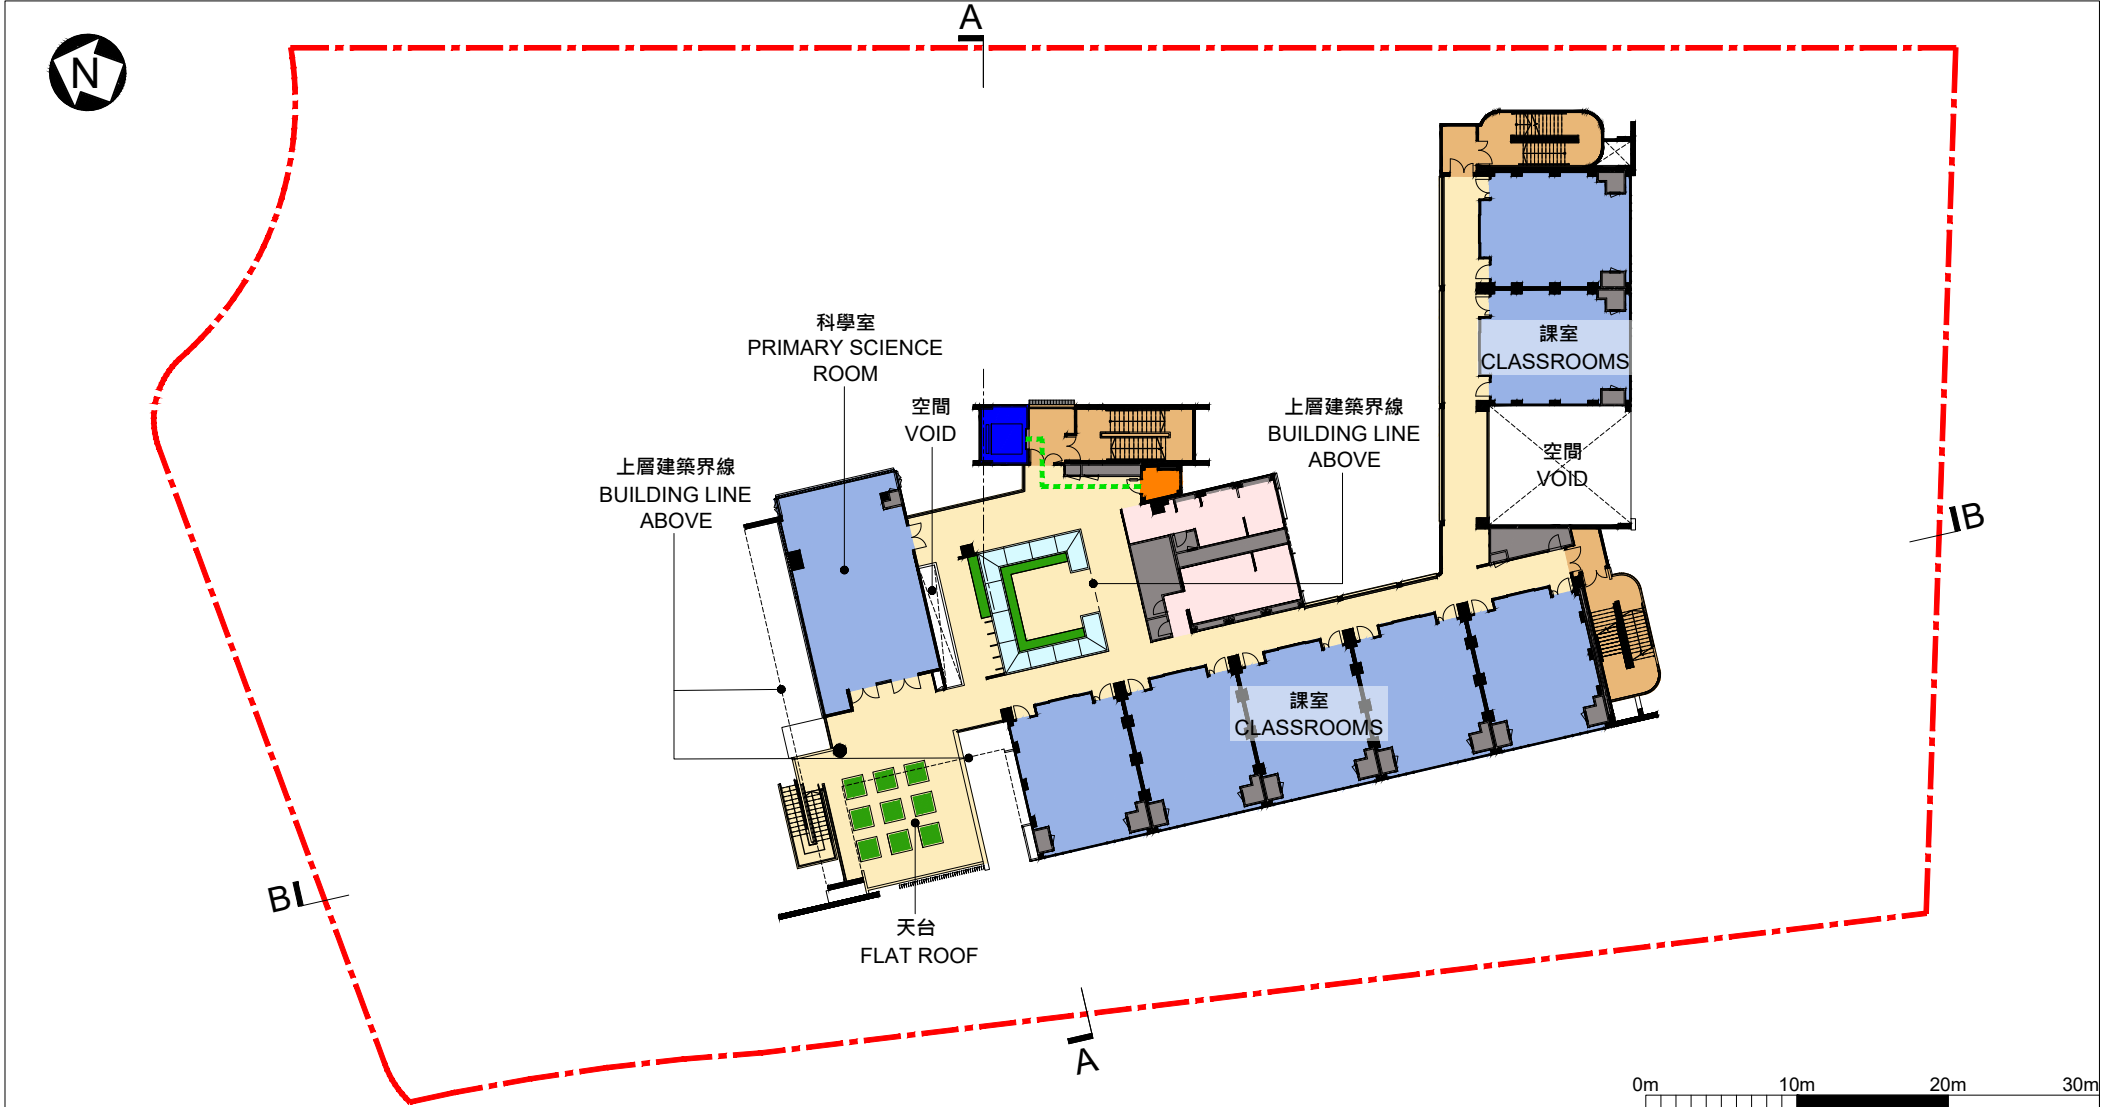 A
N
科學室
PRIMARY SCIENCE
ROOM
空間
VOID
上層建築界線
BUILDING LINE
ABOVE
上層建築界線
BUILDING LINE
ABOVE
課室
CLASSROOMS
空間
VOID
B
課室
CLASSROOMS
B
天台
FLAT ROOF
A
0m 10m 20m 30m